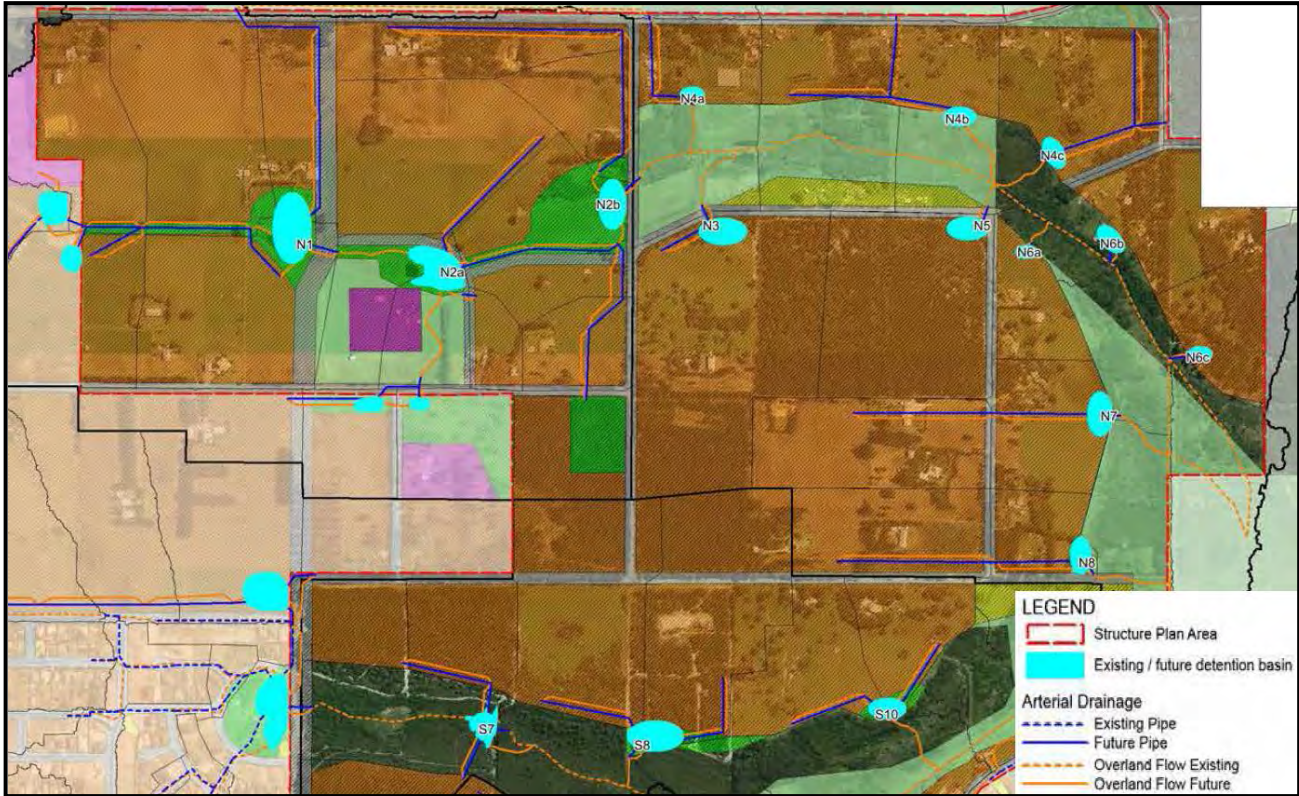 N4a
N4b
N4c
N2b
N3
N5
N1
N6a
N6b
N2a
N6c
N7
N8
S10
S7
S8
LEGEND
Structure Plan Area
Existing / future detention basin
Arterial Drainage
Existing Pipe
Future Pipe
Overland Flow Existing
Overland Flow Future